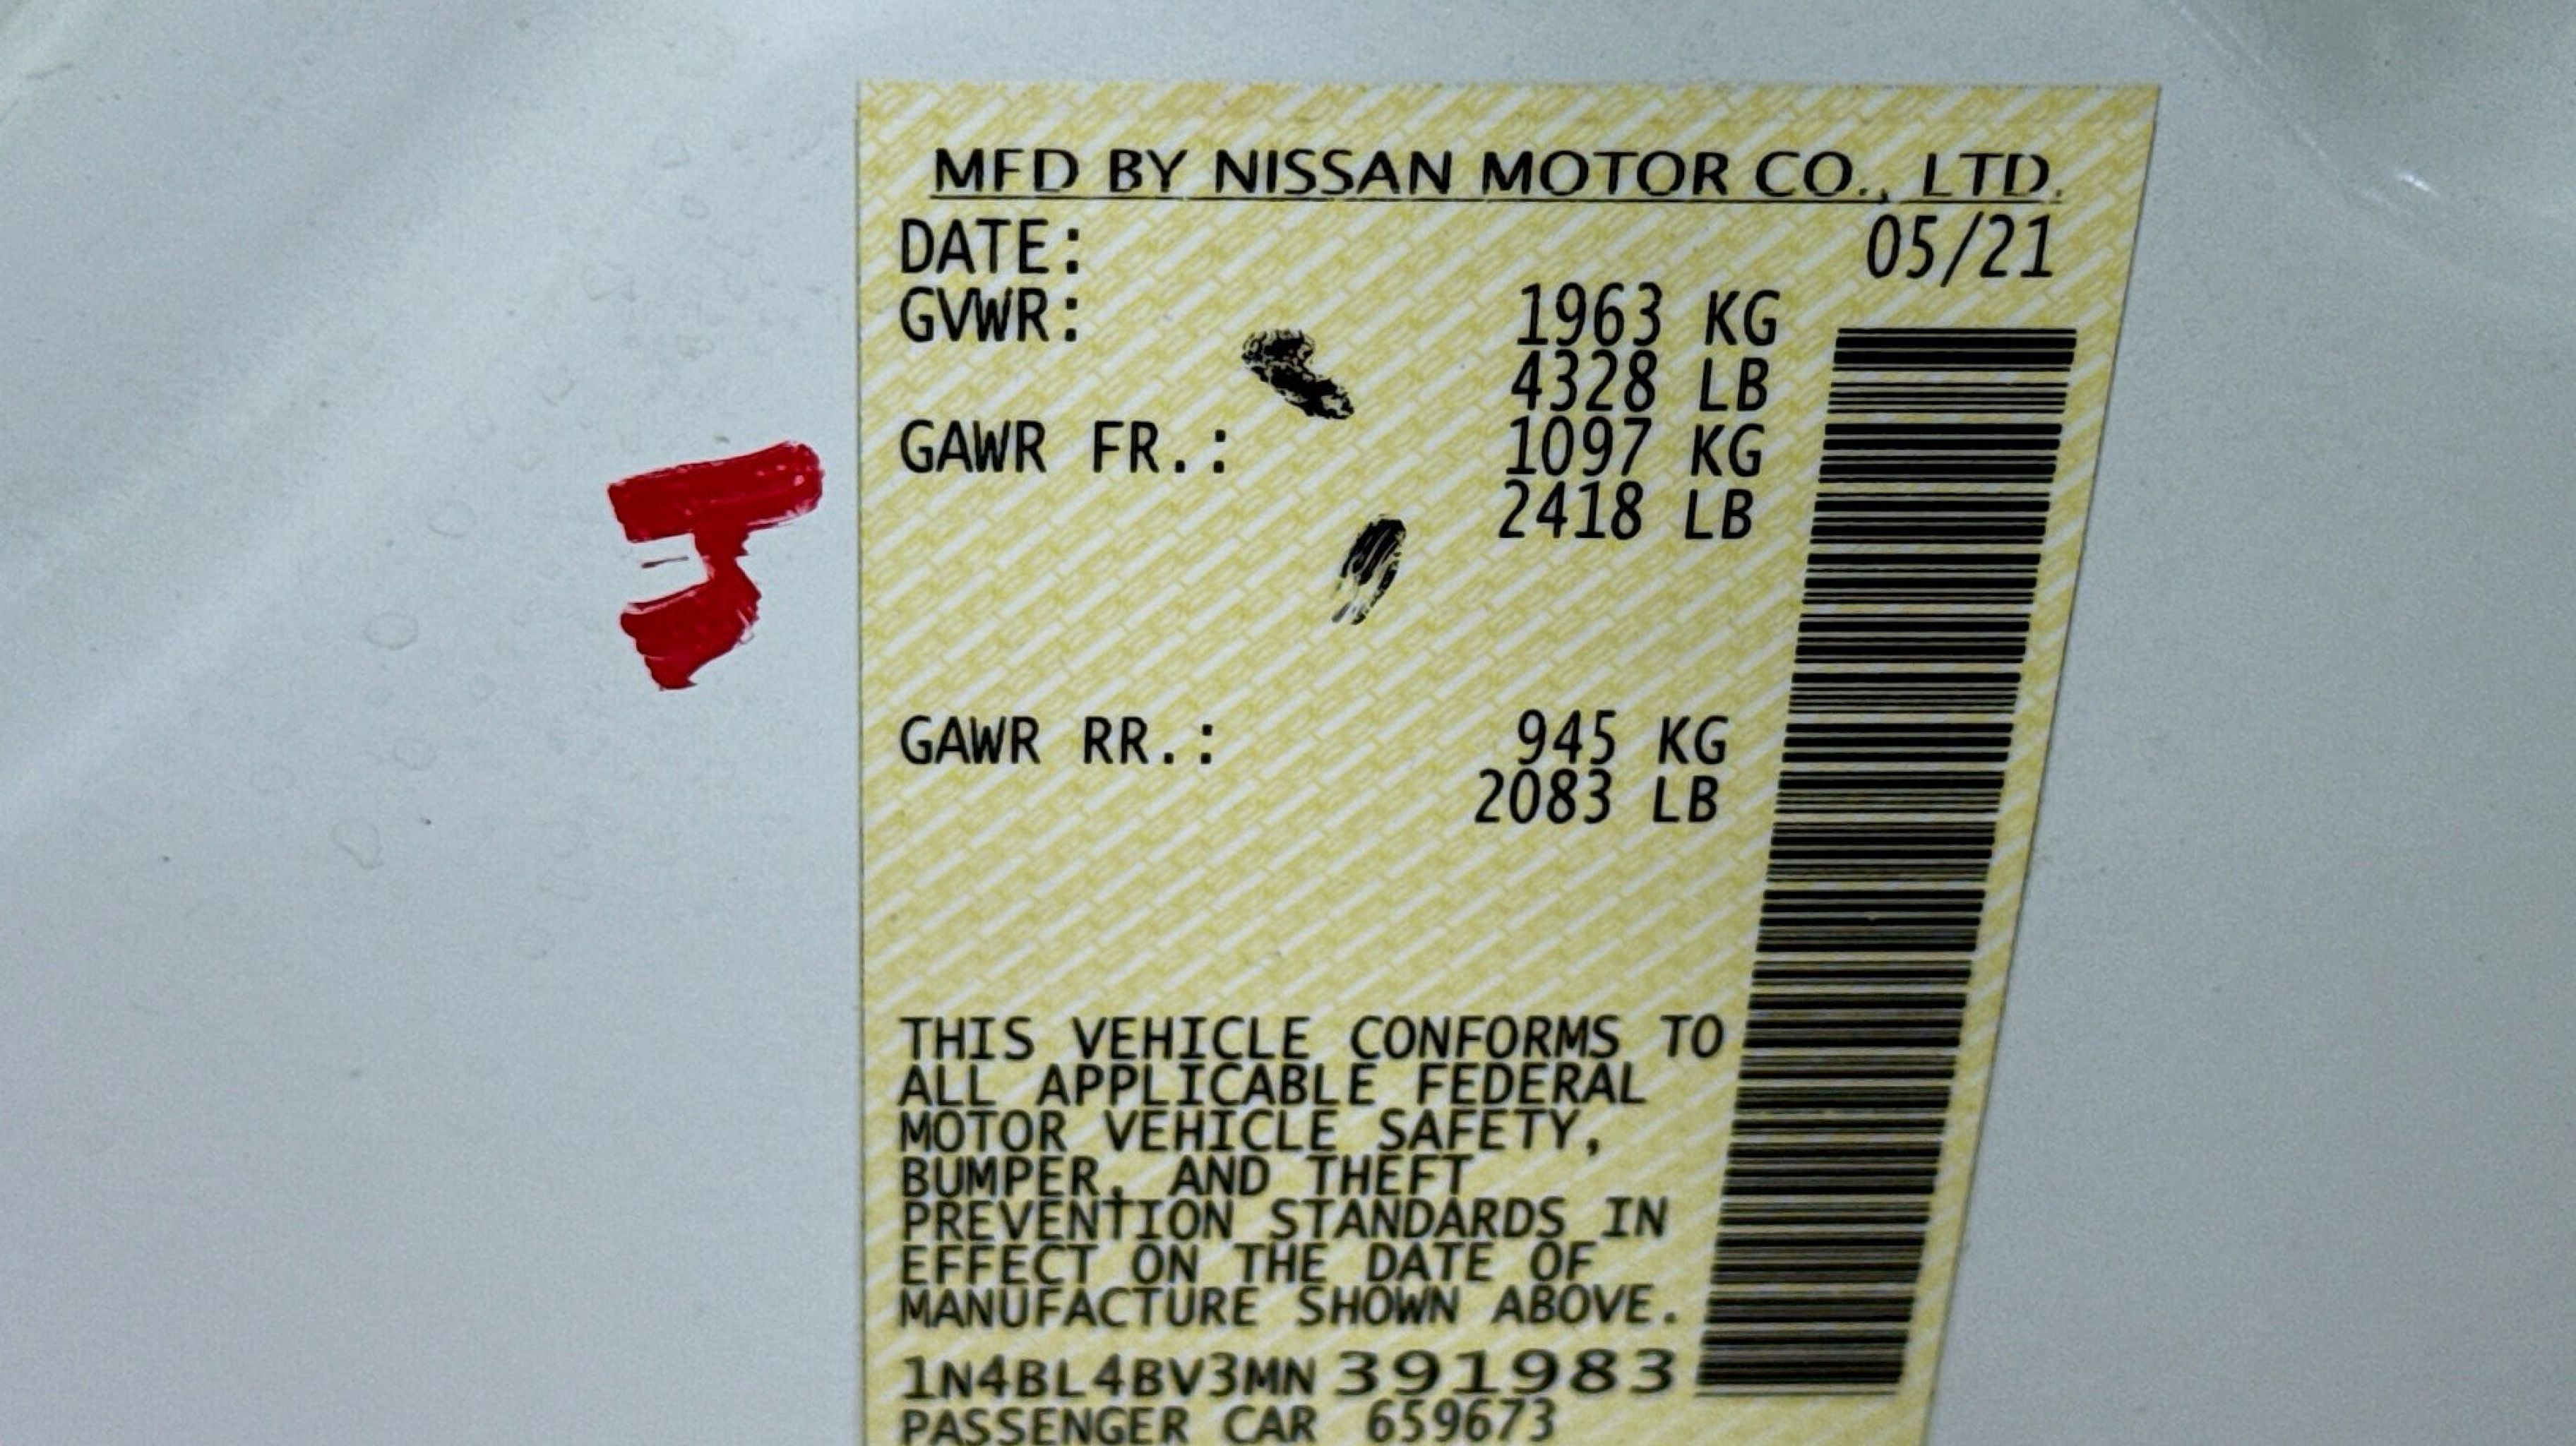 MFD BY NISSAN MOTOR CO., LTD.
DATE: 05/21
GVWR: 1963 KG
4328 LB
GAWR FR.: 1097 KG
2418 LB
GAWR RR.: 945 KG
2083 LB
THIS VEHICLE CONFORMS TO
ALL APPLICABLE FEDERAL
MOTOR VEHICLE SAFETY,
BUMPER, AND THEFT
PREVENTION STANDARDS IN
EFFECT ON THE DATE OF
MANUFACTURE SHOWN ABOVE.
1N4BL4BV3MN391983
PASSENGER CAR 659673